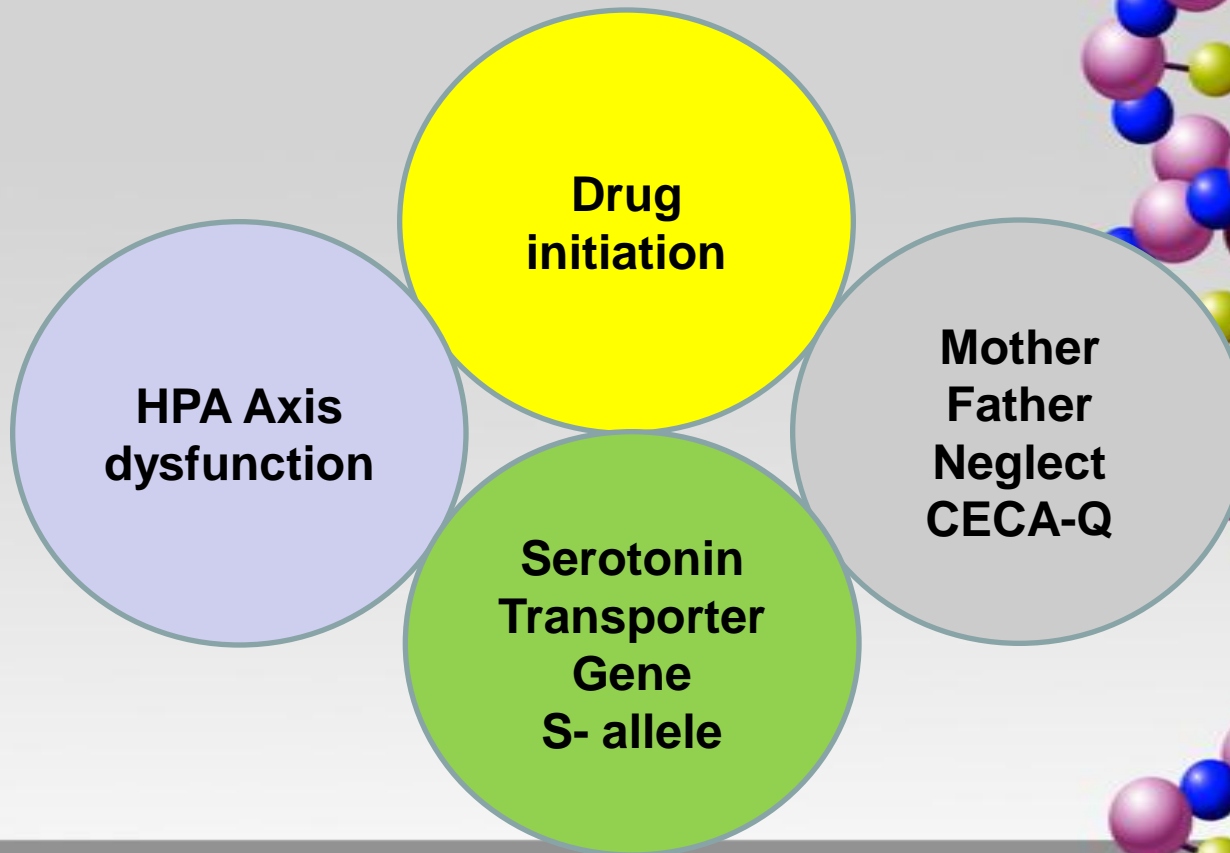 Drug
initiation
HPA Axis
dysfunction
Mother
Father
Neglect
CECA-Q
Serotonin
Transporter
Gene
S- allele